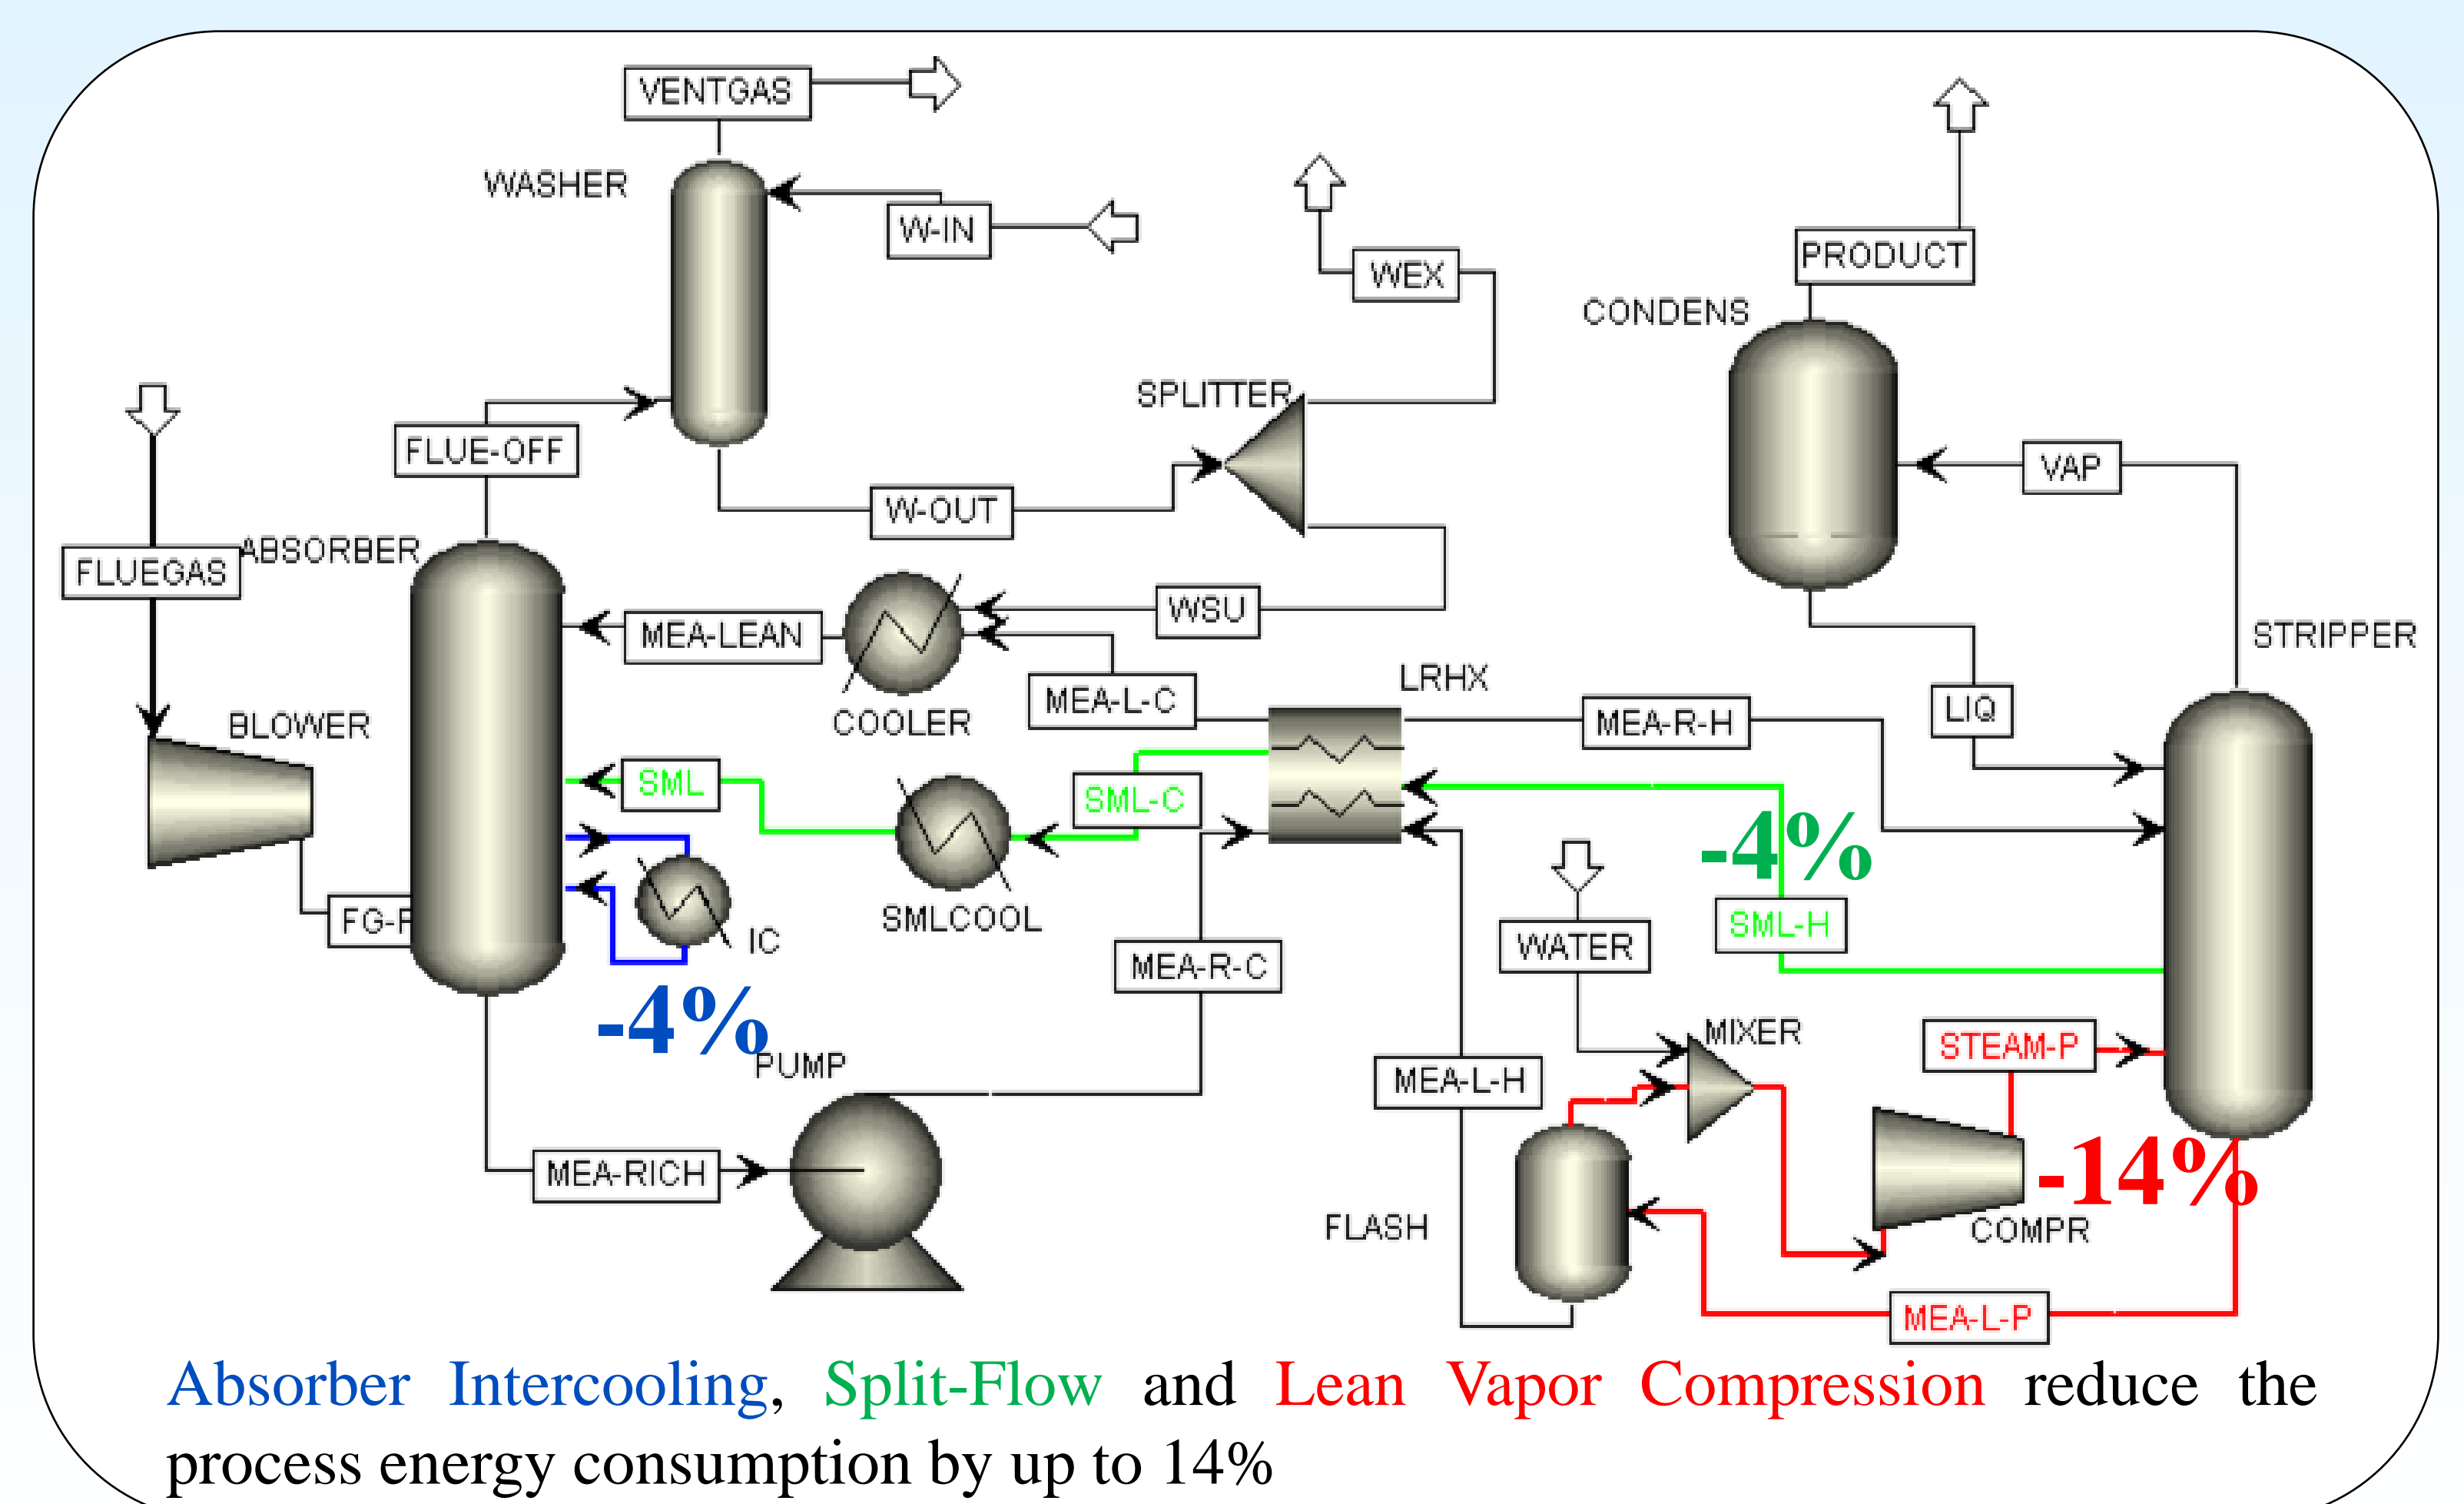 VENTGAS
WASHER
W-IN
WEX
PRODUCT
CONDENS
SPLITTER
FLUE-OFF
VAP
W-OUT
ABSORBER
FLUEGAS
WSU
MEA-LEAN
STRIPPER
LRHX
MEA-L-C
LIQ
COOLER
BLOWER
MEA-R-H
SML
SML-C
-4%
FG-
SMLCOOL
SML-H
IC
WATER
MEA-R-C
-4%
MIXER
STEAM-P
PUMP
MEA-L-H
MEA-RICH
-14%
FLASH
COMPR
MEA-L-P
Absorber Intercooling, Split-Flow and Lean Vapor Compression reduce the
process energy consumption by up to 14%